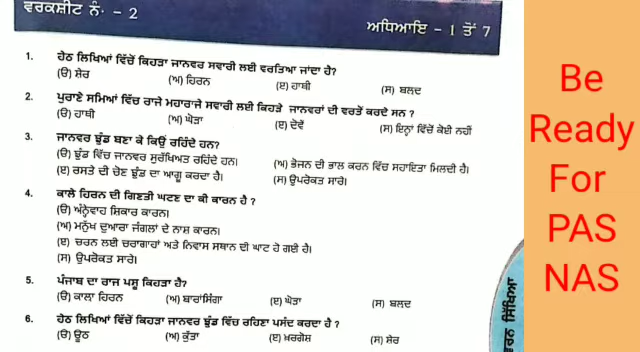 ਵਰਕਸ਼ੀਟ ਨੰ. - 2
ਅਧਿਆਇ - 1 ਤੋਂ 7
1. ਹੇਠ ਲਿਖਿਆਂ ਵਿੱਚੋਂ ਕਿਹੜਾ ਜਾਨਵਰ ਸਵਾਰੀ ਲਈ ਵਰਤਿਆ ਜਾਂਦਾ ਹੈ?
(ੳ) ਸ਼ੇਰ (ਅ) ਹਿਰਨ (ੲ) ਹਾਥੀ (ਸ) ਬਲਦ
2. ਪੁਰਾਣੇ ਸਮਿਆਂ ਵਿੱਚ ਰਾਜੇ ਮਹਾਰਾਜੇ ਸਵਾਰੀ ਲਈ ਕਿਹੜੇ ਜਾਨਵਰਾਂ ਦੀ ਵਰਤੋਂ ਕਰਦੇ ਸਨ ?
(ੳ) ਹਾਥੀ (ਅ) ਘੋੜਾ (ੲ) ਦੋਵੇਂ (ਸ) ਇਨ੍ਹਾਂ ਵਿੱਚੋਂ ਕੋਈ ਨਹੀਂ
3. ਜਾਨਵਰ ਝੁੰਡ ਬਣਾ ਕੇ ਕਿਉਂ ਰਹਿੰਦੇ ਹਨ?
(ੳ) ਝੁੰਡ ਵਿੱਚ ਜਾਨਵਰ ਸੁਰੱਖਿਅਤ ਰਹਿੰਦੇ ਹਨ। (ਅ) ਭੋਜਨ ਦੀ ਭਾਲ ਕਰਨ ਵਿੱਚ ਸਹਾਇਤਾ ਮਿਲਦੀ ਹੈ।
(ੲ) ਰਸਤੇ ਦੀ ਚੋਣ ਝੁੰਡ ਦਾ ਆਗੂ ਕਰਦਾ ਹੈ। (ਸ) ਉਪਰੋਕਤ ਸਾਰੇ।
4. ਕਾਲੇ ਹਿਰਨ ਦੀ ਗਿਣਤੀ ਘਟਣ ਦਾ ਕੀ ਕਾਰਨ ਹੈ ?
(ੳ) ਅੰਨ੍ਹੇਵਾਹ ਸ਼ਿਕਾਰ ਕਾਰਨ।
(ਅ) ਮਨੁੱਖ ਦੁਆਰਾ ਜੰਗਲਾਂ ਦੇ ਨਾਸ਼ ਕਾਰਨ।
(ੲ) ਚਰਨ ਲਈ ਚਰਾਗਾਹਾਂ ਅਤੇ ਨਿਵਾਸ ਸਥਾਨ ਦੀ ਘਾਟ ਹੋ ਗਈ ਹੈ।
(ਸ) ਉਪਰੋਕਤ ਸਾਰੇ।
5. ਪੰਜਾਬ ਦਾ ਰਾਜ ਪਸ਼ੂ ਕਿਹੜਾ ਹੈ?
(ੳ) ਕਾਲਾ ਹਿਰਨ (ਅ) ਬਾਰਾਂਸਿੰਗਾ (ੲ) ਘੋੜਾ (ਸ) ਬਲਦ
6. ਹੇਠ ਲਿਖਿਆਂ ਵਿੱਚੋਂ ਕਿਹੜਾ ਜਾਨਵਰ ਝੁੰਡ ਵਿੱਚ ਰਹਿਣਾ ਪਸੰਦ ਕਰਦਾ ਹੈ ?
(ੳ) ਊਠ (ਅ) ਕੁੱਤਾ (ੲ) ਖ਼ਰਗੋਸ਼ (ਸ) ਸ਼ੇਰ
ਸਿੱਖਿਆ
Be
Ready
For
PAS
NAS